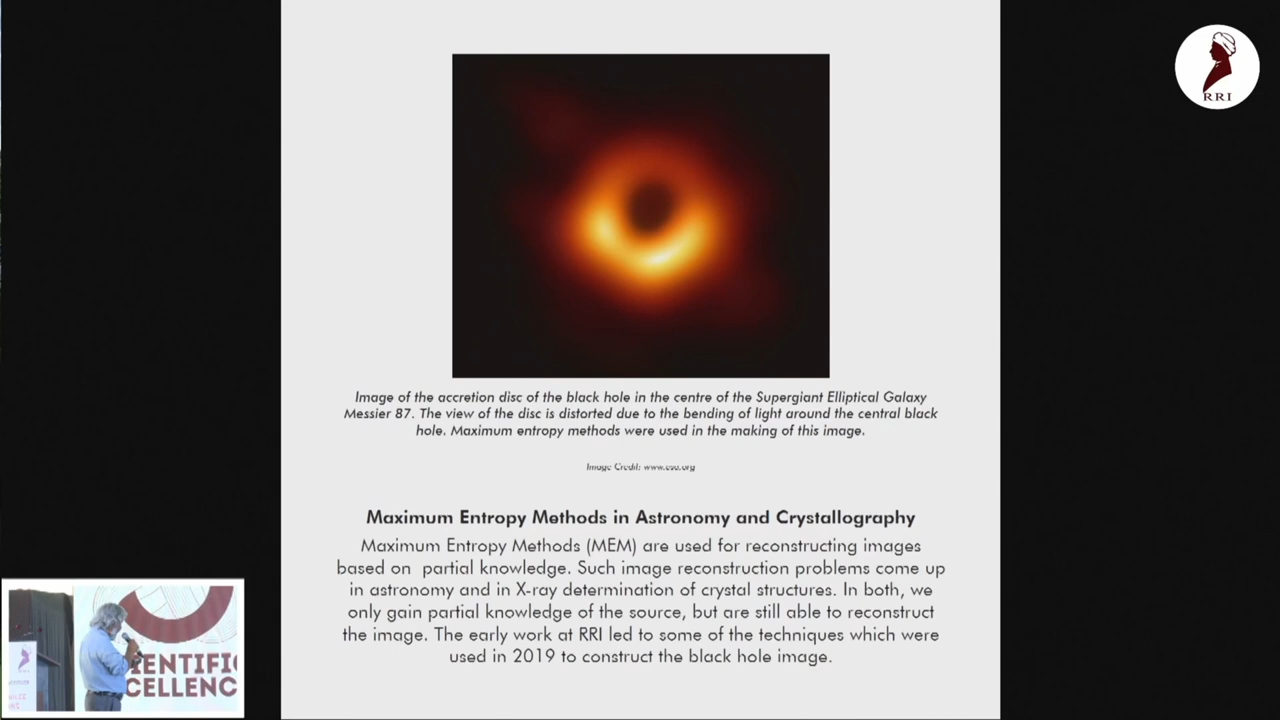 RRI
Image of the accretion disc of the black hole in the centre of the Supergiant Elliptical Galaxy
Messier 87. The view of the disc is distorted due to the bending of light around the central black
hole. Maximum entropy methods were used in the making of this image.
Image Credit: www.eso.org
Maximum Entropy Methods in Astronomy and Crystallography
Maximum Entropy Methods (MEM) are used for reconstructing images
based on partial knowledge. Such image reconstruction problems come up
in astronomy and in X-ray determination of crystal structures. In both, we
only gain partial knowledge of the source, but are still able to reconstruct
the image. The early work at RRI led to some of the techniques which were
used in 2019 to construct the black hole image.
IENTIFI
CELLENC